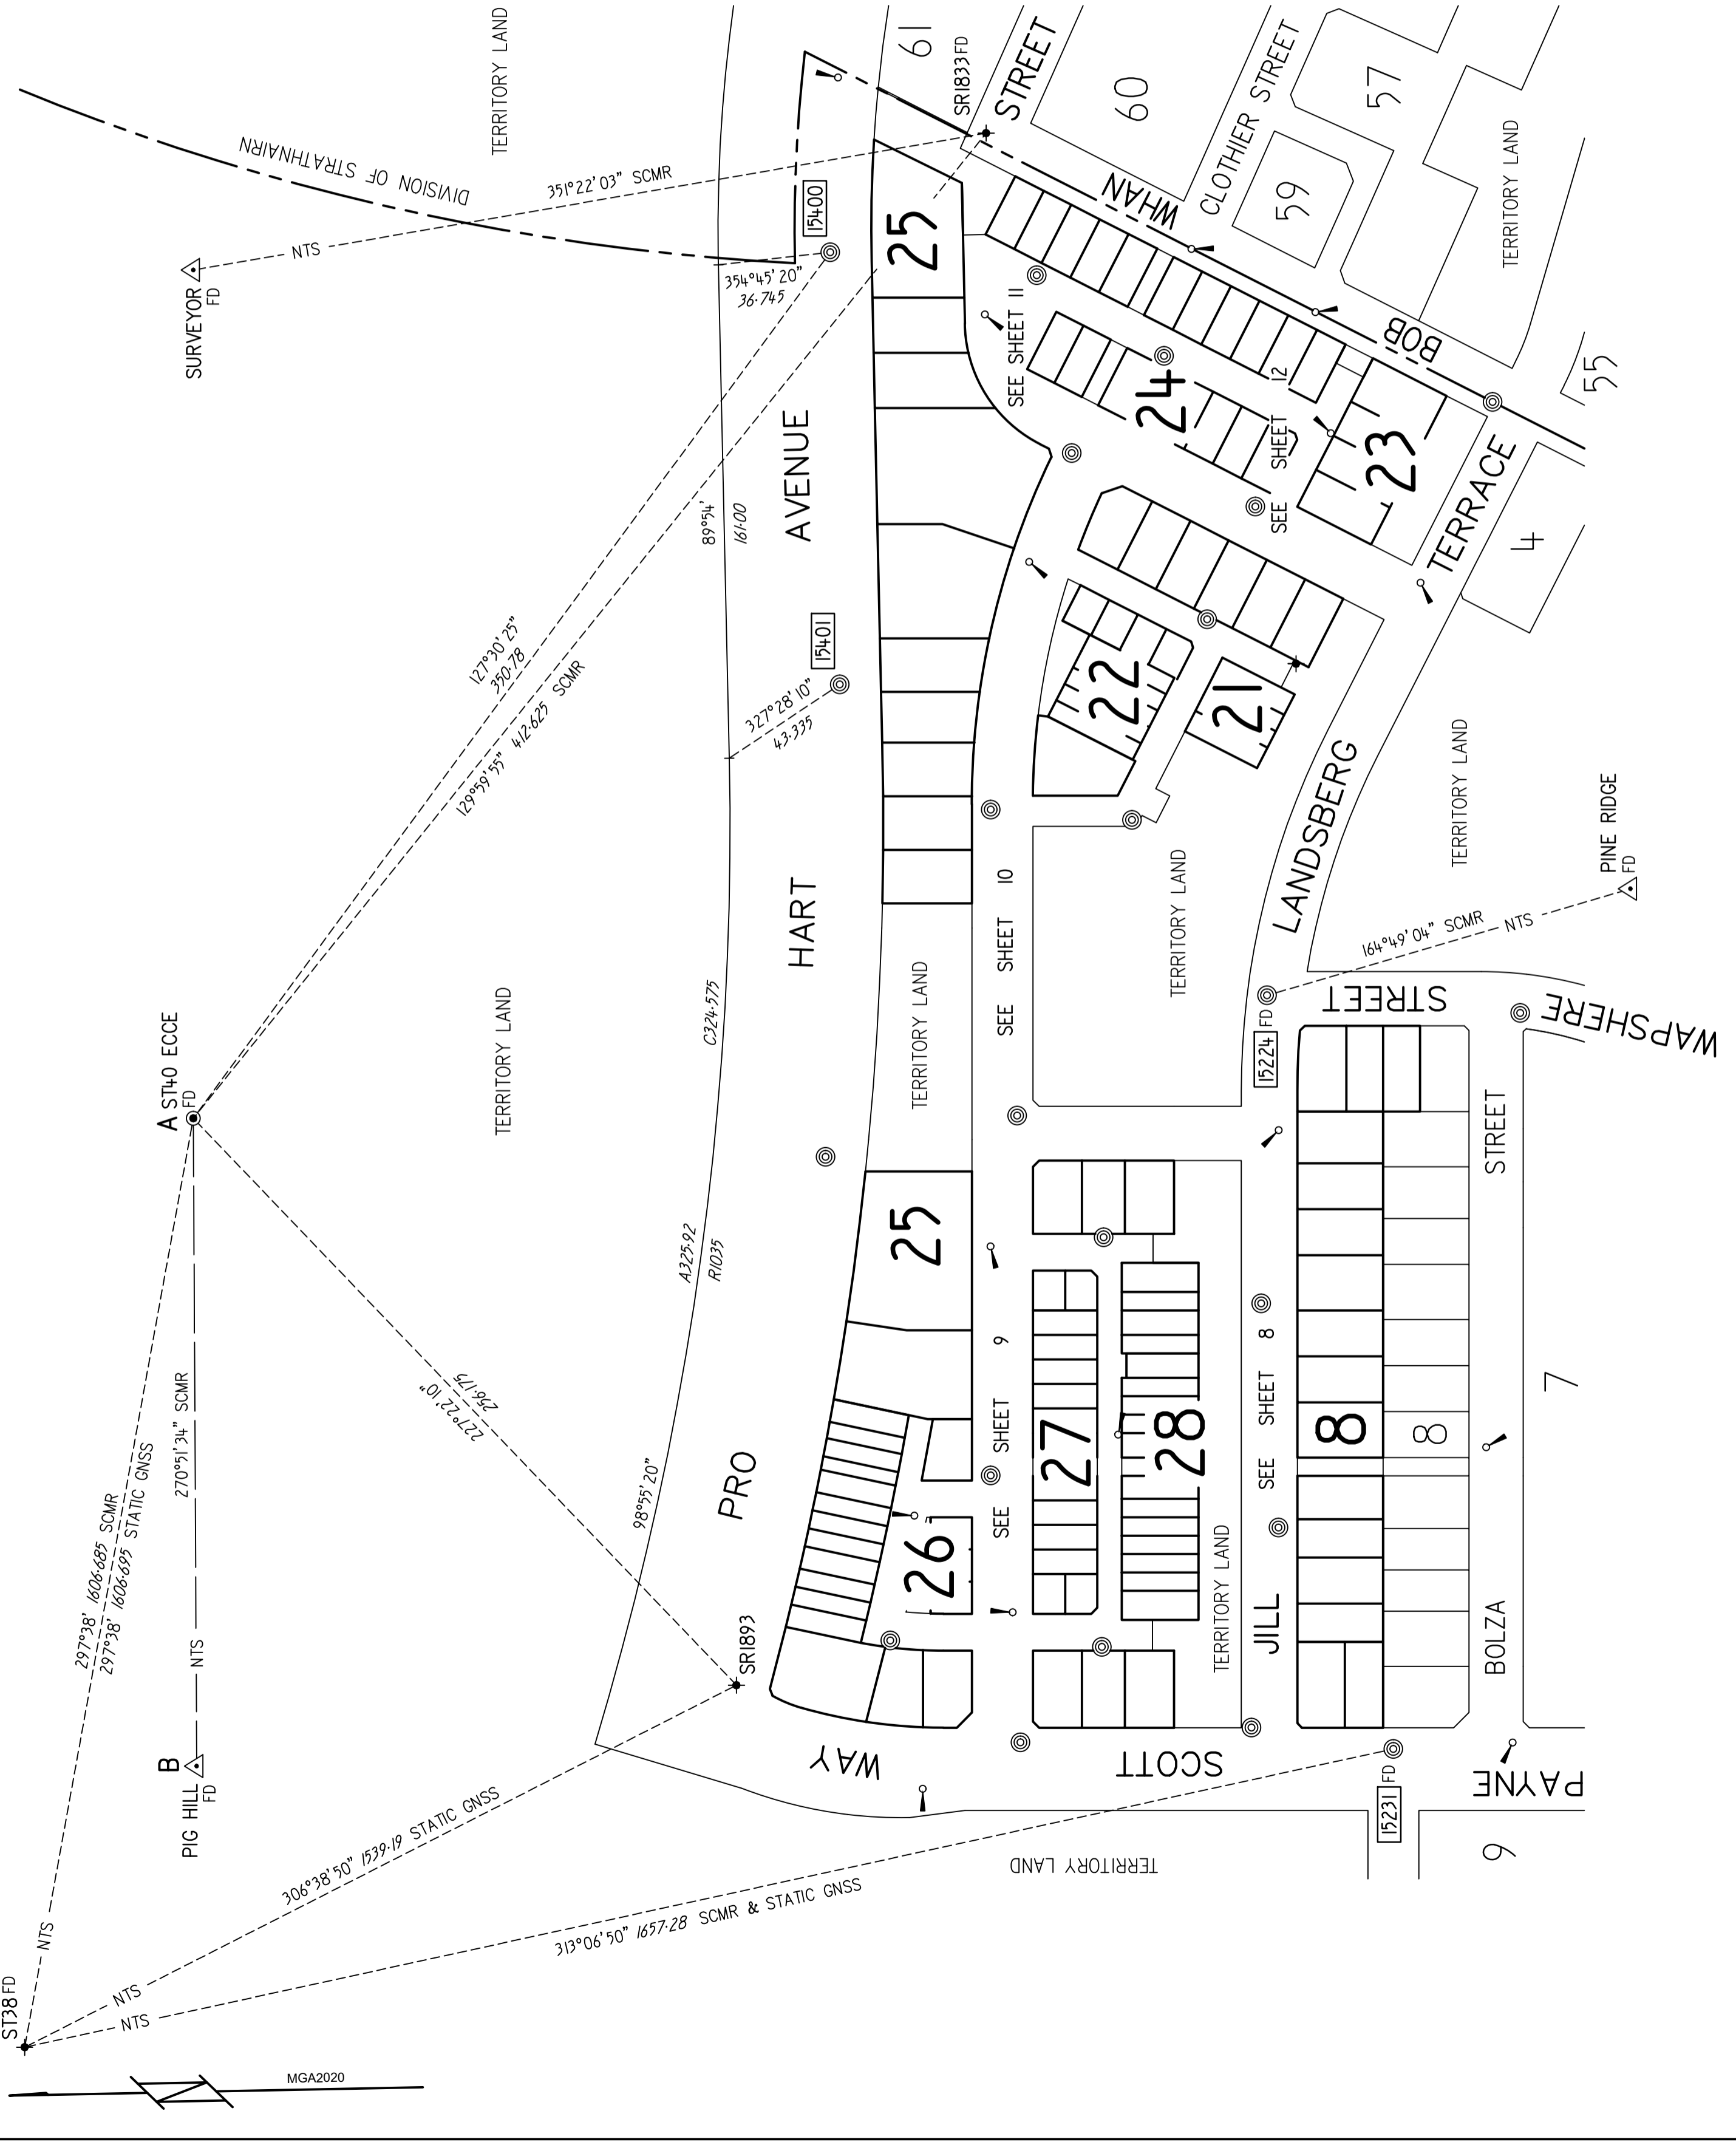 ST38 FD
NTS
NTS
NTS
MGA2020
B
PIG HILL
FD
NTS
297°38' 1606·685 SCMR
297°38' 1606·695 STATIC GNSS
270°51'34" SCMR
A ST40 ECCE
FD
SURVEYOR
FD
NTS
351°22'03" SCMR
DIVISION OF STRATHNAIRN
TERRITORY LAND
TERRITORY LAND
306°38'50" 1539·19 STATIC GNSS
313°06'50" 1657·28 SCMR & STATIC GNSS
227°22'10"
256·175
127°30'25"
350·78
129°59'55" 412·625 SCMR
98°55'20"
A325·92
R1035
C324·575
89°54'
161·00
327°28'10"
43·335
354°45'20"
36·745
15400
15401
SR1893
SR1833 FD
PRO
HART
AVENUE
WAY
SCOTT
PAYNE
TERRITORY LAND
TERRITORY LAND
25
25
26
27
28
8
8
7
9
SEE SHEET 9
SEE SHEET 10
SEE SHEET 11
SEE SHEET 12
SEE SHEET 8
TERRITORY LAND
TERRITORY LAND
JILL
LANDSBERG
TERRACE
BOLZA
STREET
WAPSHERE
STREET
15231 FD
15224 FD
164°49'04" SCMR
NTS
PINE RIDGE
FD
TERRITORY LAND
21
22
23
24
4
55
BOB
WHAN
STREET
CLOTHIER STREET
57
59
60
61
TERRITORY LAND